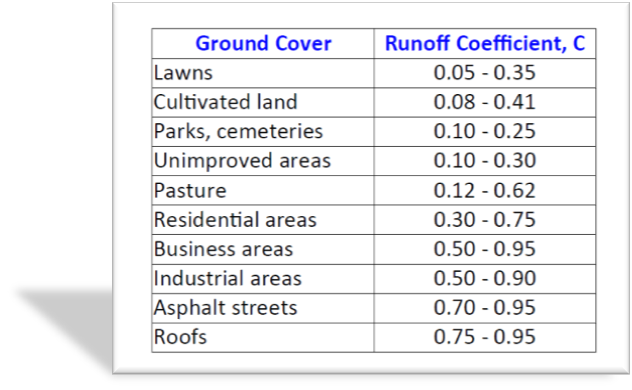 Ground Cover Runoff Coefficient, C
Lawns 0.05 - 0.35
Cultivated land 0.08 - 0.41
Parks, cemeteries 0.10 - 0.25
Unimproved areas 0.10 - 0.30
Pasture 0.12 - 0.62
Residential areas 0.30 - 0.75
Business areas 0.50 - 0.95
Industrial areas 0.50 - 0.90
Asphalt streets 0.70 - 0.95
Roofs 0.75 - 0.95